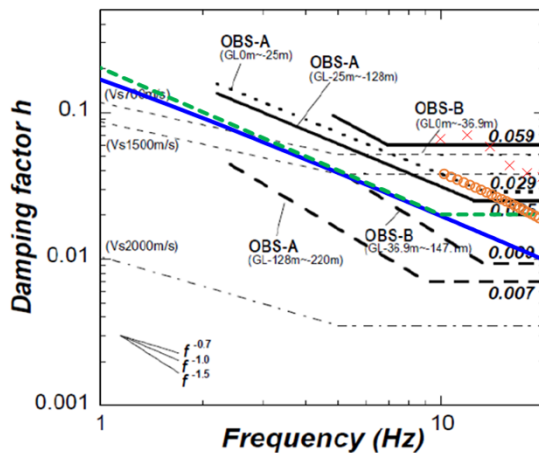 OBS-A
(GL0m~-25m)
OBS-A
(GL-25m~-128m)
0.1
(Vs700m/s)
OBS-B
(GL0m~-36.9m)
0.059
(Vs1500m/s)
0.029
Damping factor h
OBS-A
(GL-128m~-220m)
OBS-B
(GL-36.9m~-147.1m)
0.009
0.01
(Vs2000m/s)
0.007
f -0.7
f -1.0
f -1.5
0.001
1
10
Frequency (Hz)